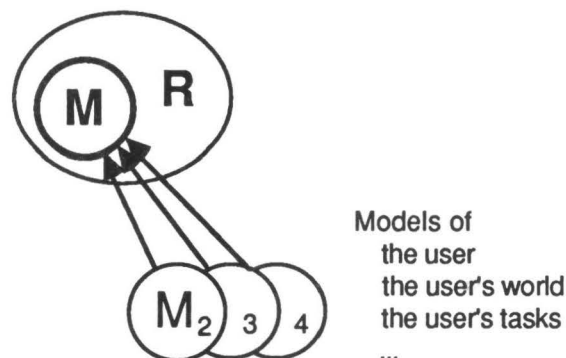 M R
M₂ 3 4
Models of
the user
the user's world
the user's tasks
...